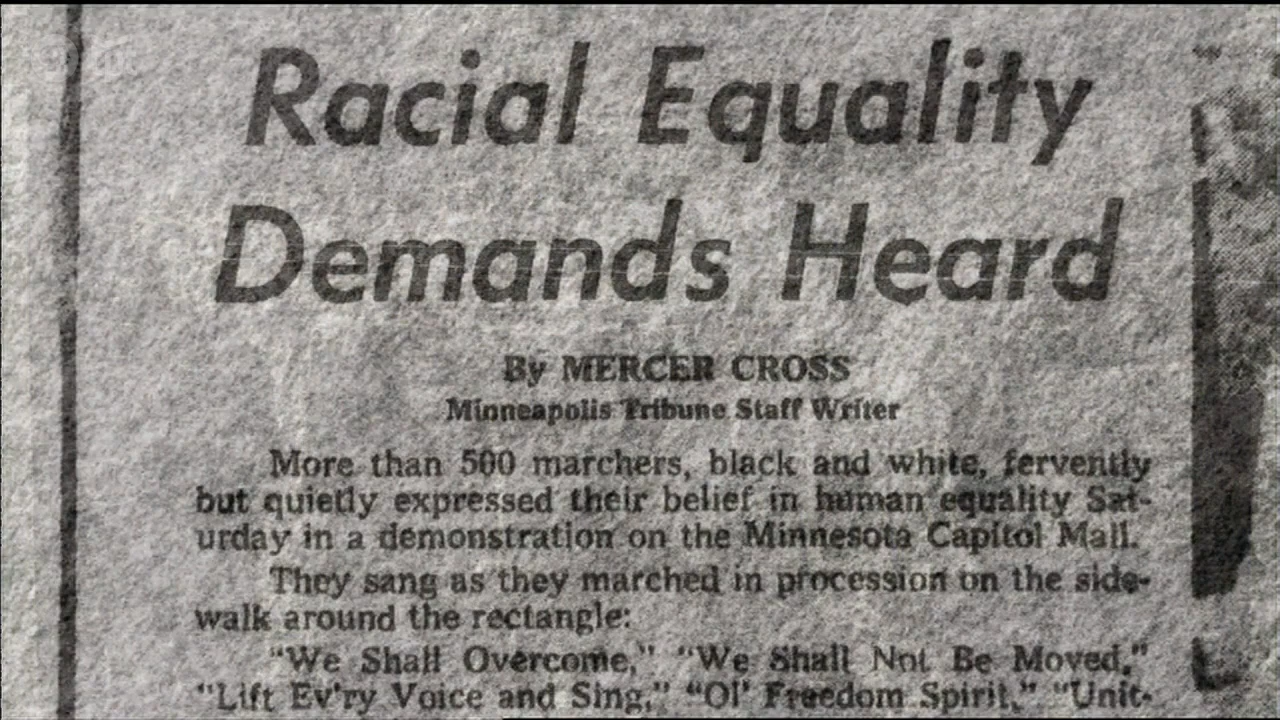 Racial Equality
Demands Heard
By MERCER CROSS
Minneapolis Tribune Staff Writer
More than 500 marchers, black and white, fervently
but quietly expressed their belief in human equality Sat-
urday in a demonstration on the Minnesota Capitol Mall.
They sang as they marched in procession on the side-
walk around the rectangle:
"We Shall Overcome," "We Shall Not Be Moved,"
"Lift Ev'ry Voice and Sing," "Ol' Freedom Spirit," "Unit-